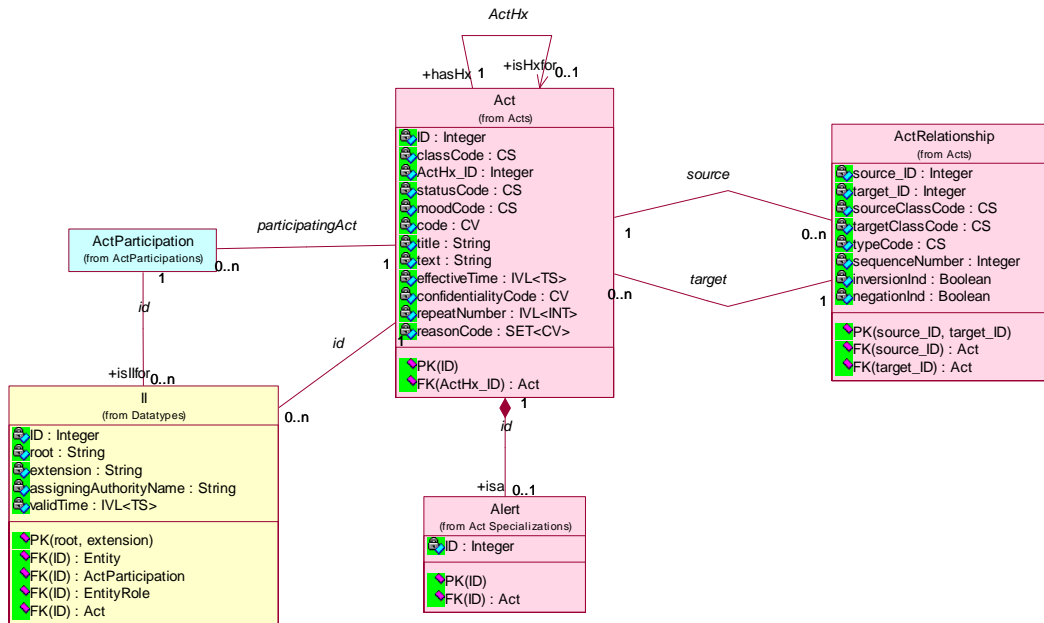 ActHx
+hasHx
1
+isHxfor
0..1
Act
(from Acts)
ID : Integer
classCode : CS
ActHx_ID : Integer
statusCode : CS
moodCode : CS
code : CV
title : String
text : String
effectiveTime : IVL<TS>
confidentialityCode : CV
repeatNumber : IVL<INT>
reasonCode : SET<CV>
PK(ID)
FK(ActHx_ID) : Act
ActRelationship
(from Acts)
source_ID : Integer
target_ID : Integer
sourceClassCode : CS
targetClassCode : CS
typeCode : CS
sequenceNumber : Integer
inversionInd : Boolean
negationInd : Boolean
PK(source_ID, target_ID)
FK(source_ID) : Act
FK(target_ID) : Act
source
1
0..n
target
0..n
1
participatingAct
0..n
1
ActParticipation
(from ActParticipations)
1
id
+isIIfor
0..n
id
1
0..n
II
(from Datatypes)
ID : Integer
root : String
extension : String
assigningAuthorityName : String
validTime : IVL<TS>
PK(root, extension)
FK(ID) : Entity
FK(ID) : ActParticipation
FK(ID) : EntityRole
FK(ID) : Act
1
id
+isa
0..1
Alert
(from Act Specializations)
ID : Integer
PK(ID)
FK(ID) : Act